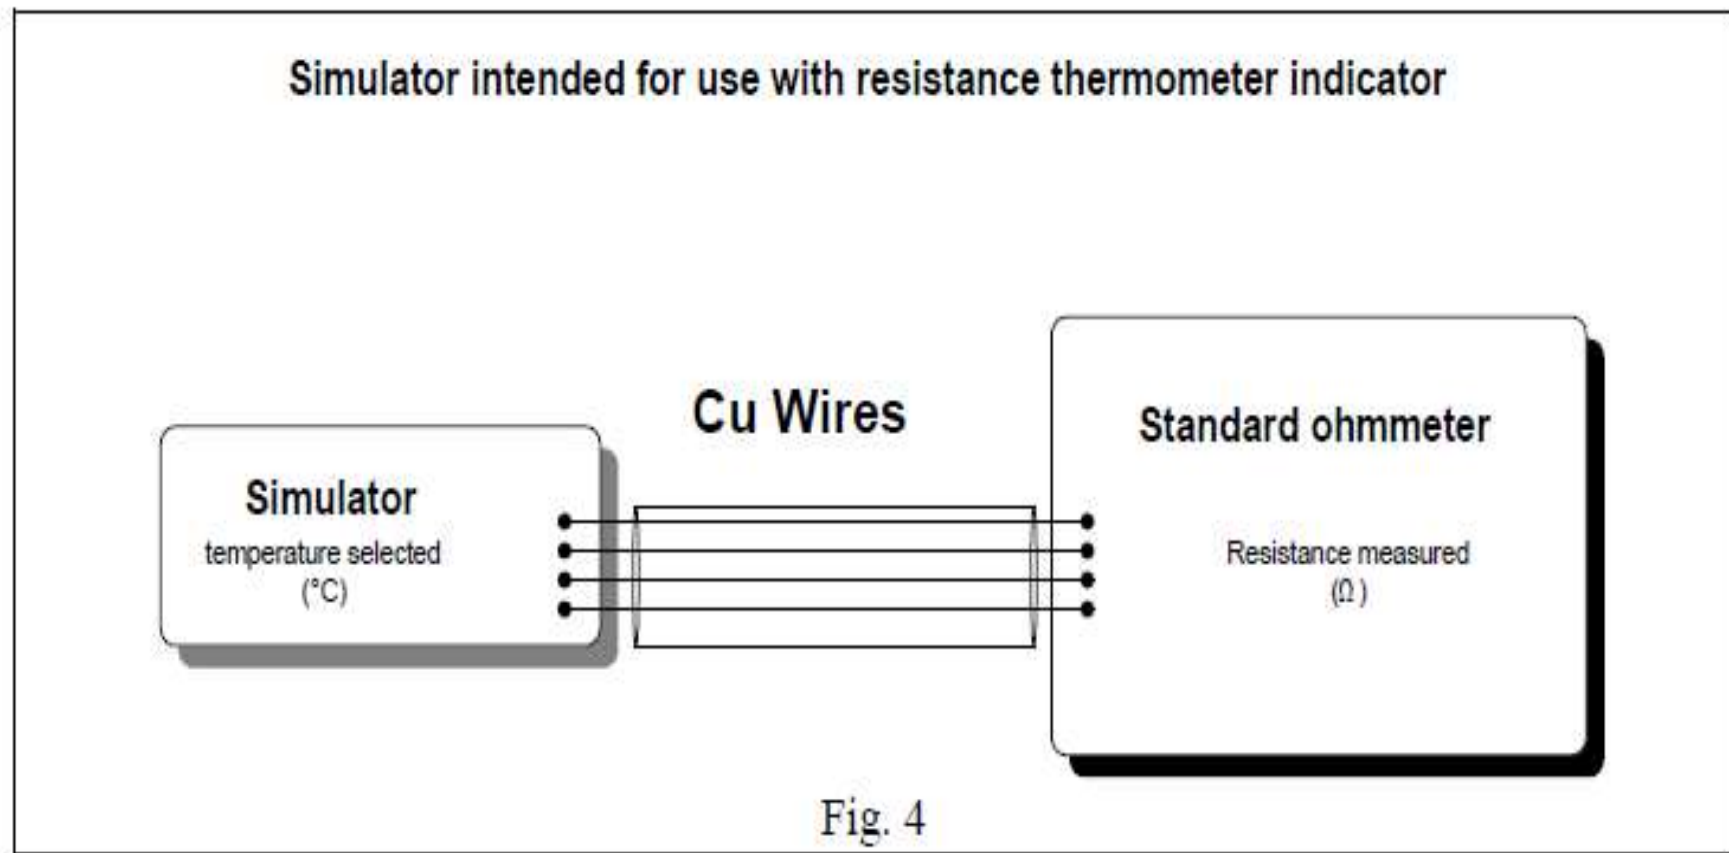 Simulator intended for use with resistance thermometer indicator
Cu Wires
Simulator
temperature selected
(°C)
Standard ohmmeter
Resistance measured
(Ω )
Fig. 4